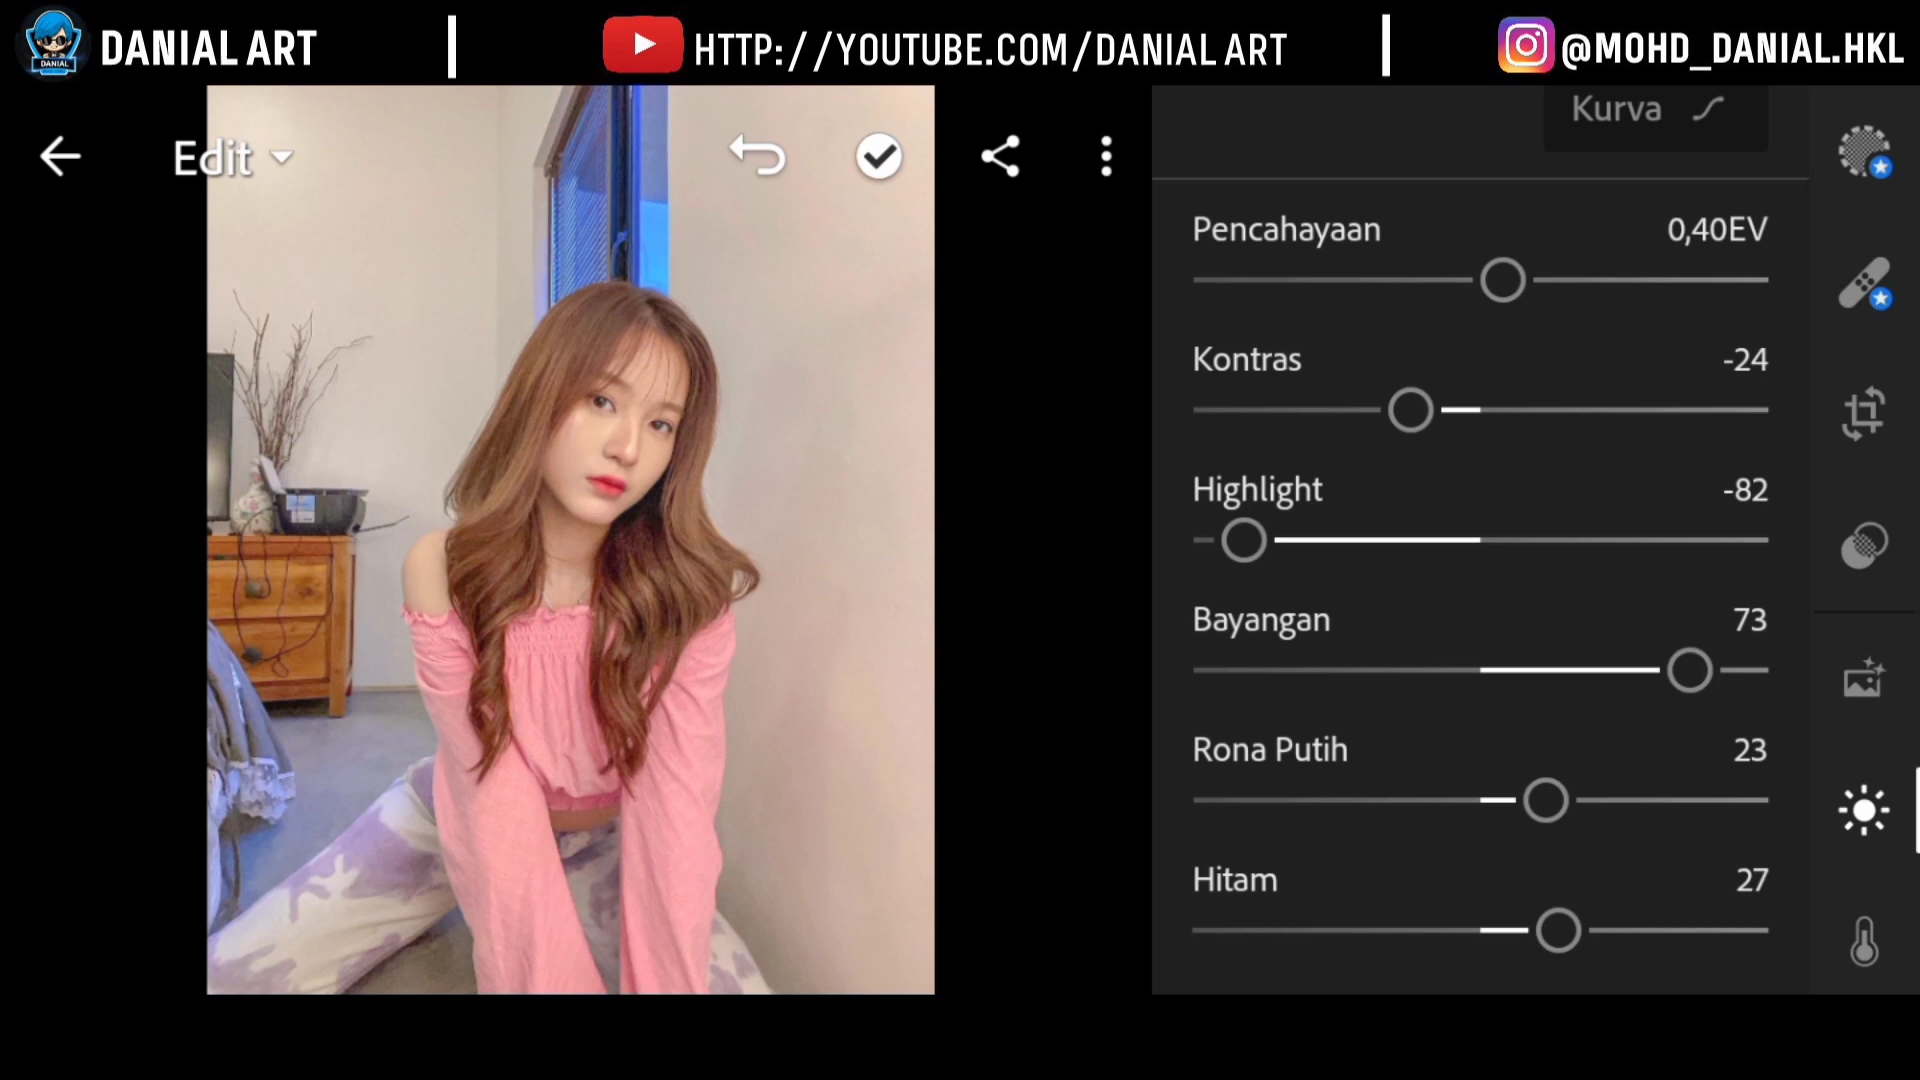 DANIAL
DANIAL ART
HTTP://YOUTUBE.COM/DANIAL ART
@MOHD_DANIAL.HKL
Edit
Kurva
Pencahayaan 0,40EV
Kontras -24
Highlight -82
Bayangan 73
Rona Putih 23
Hitam 27